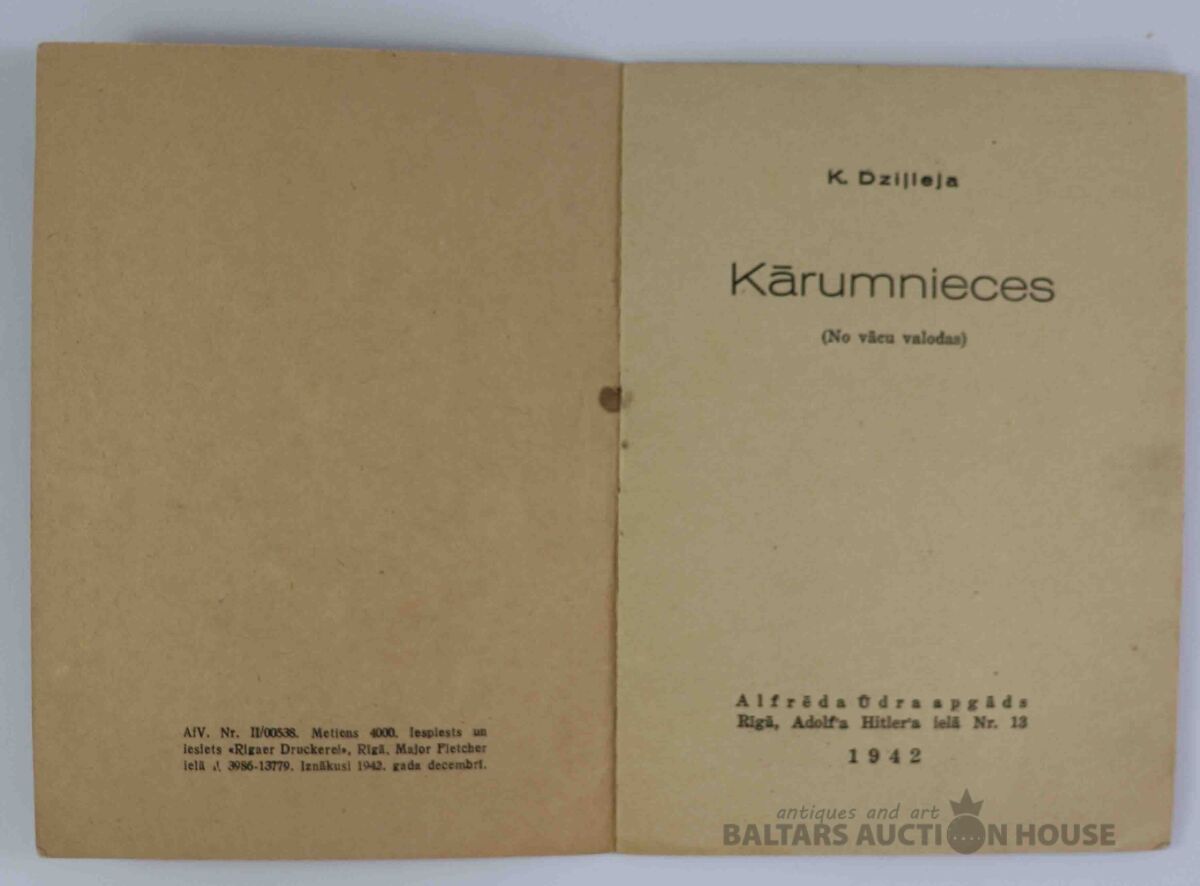 AfV. Nr. II/00538. Metiens 4000. Iespiests un
iesiets «Rigaer Druckerei», Rīgā, Major Fletcher
ielā 3986-13779. Iznākusi 1942. gada decembrī.
K. Dziļleja
Kārumnieces
(No vācu valodas)
Alfrēda Ūdra apgāds
Rīgā, Adolf'a Hitler'a ielā Nr. 13
1942
antiques and art
BALTARS AUCTION HOUSE